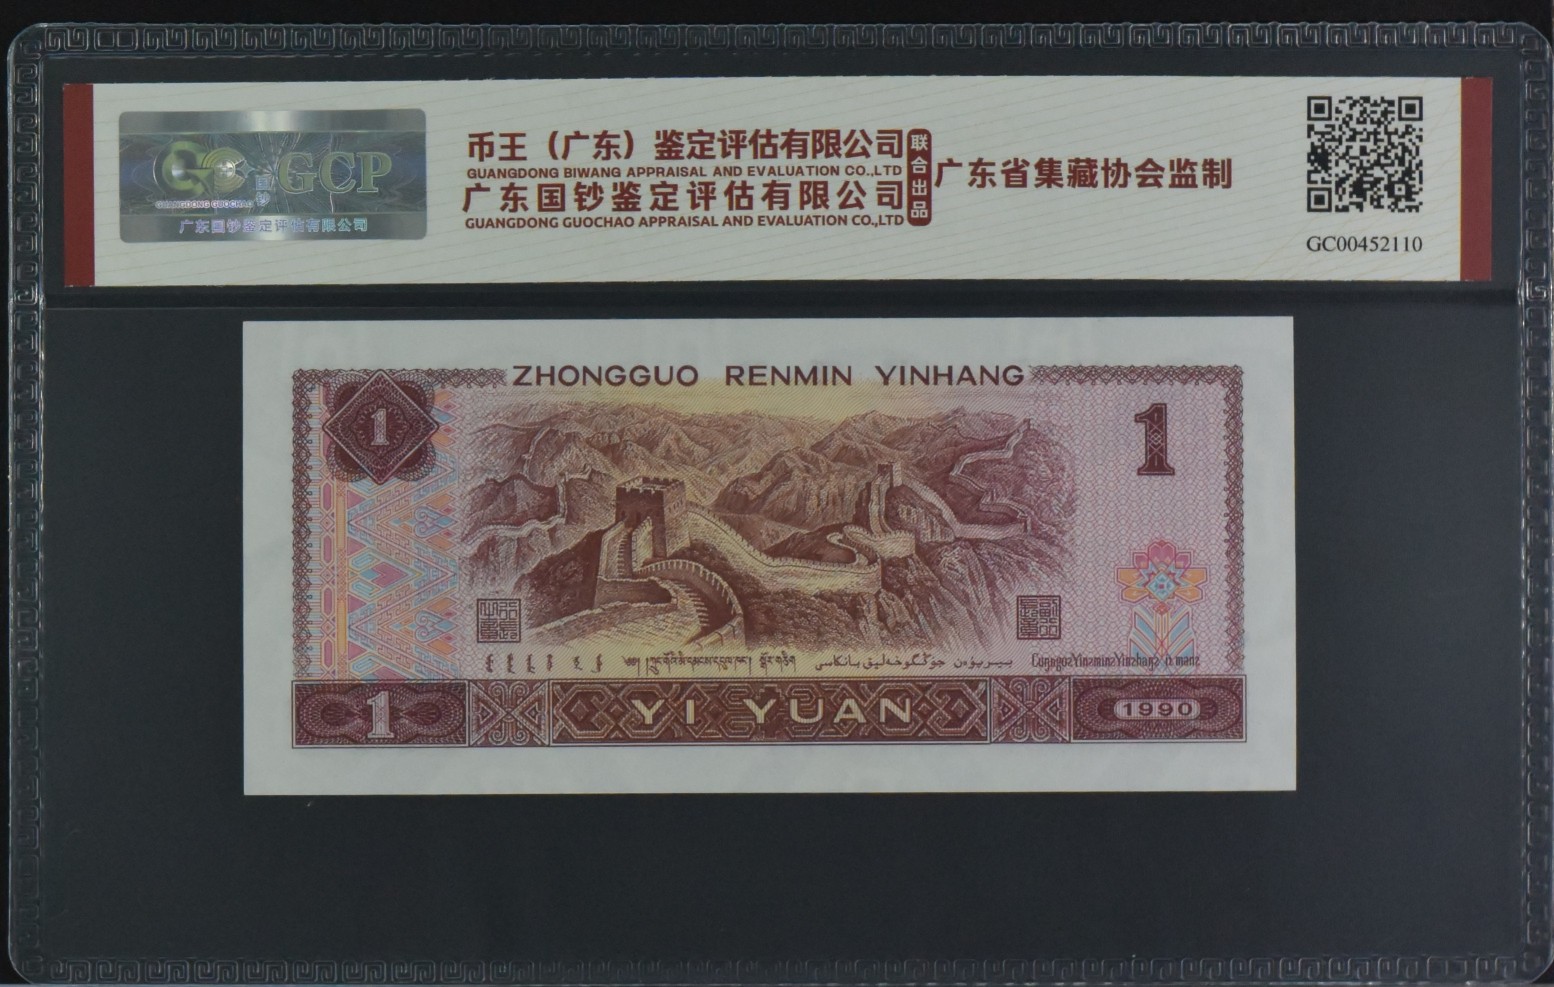 GCP
GUANGDONG GUOCHAO
国钞
广东国钞鉴定评估有限公司
币王（广东）鉴定评估有限公司
GUANGDONG BIWANG APPRAISAL AND EVALUATION CO.,LTD
广东国钞鉴定评估有限公司
GUANGDONG GUOCHAO APPRAISAL AND EVALUATION CO.,LTD
联合出品
广东省集藏协会监制
GC00452110
ZHONGGUO RENMIN YINHANG
1
1
1
YI YUAN
1990